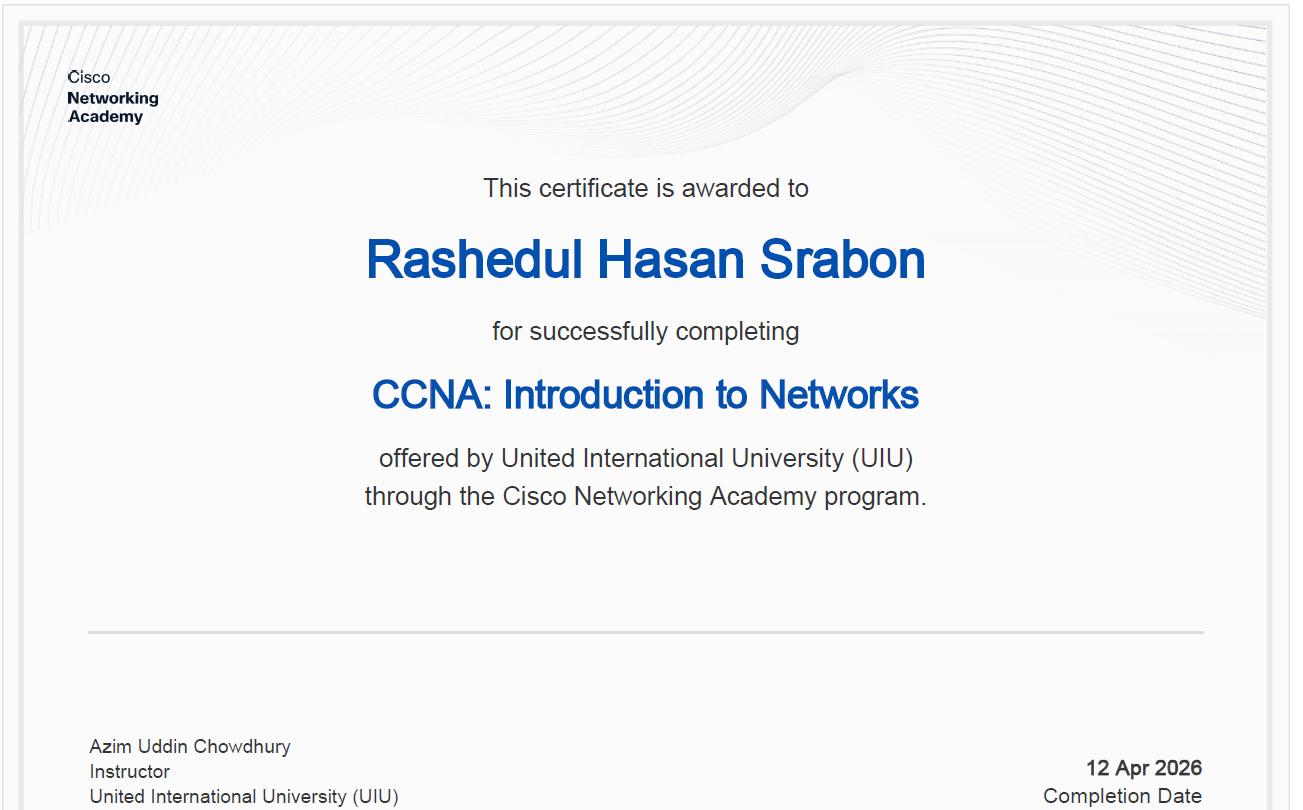 Cisco
Networking
Academy
This certificate is awarded to
Rashedul Hasan Srabon
for successfully completing
CCNA: Introduction to Networks
offered by United International University (UIU)
through the Cisco Networking Academy program.
Azim Uddin Chowdhury
Instructor
United International University (UIU)
12 Apr 2026
Completion Date